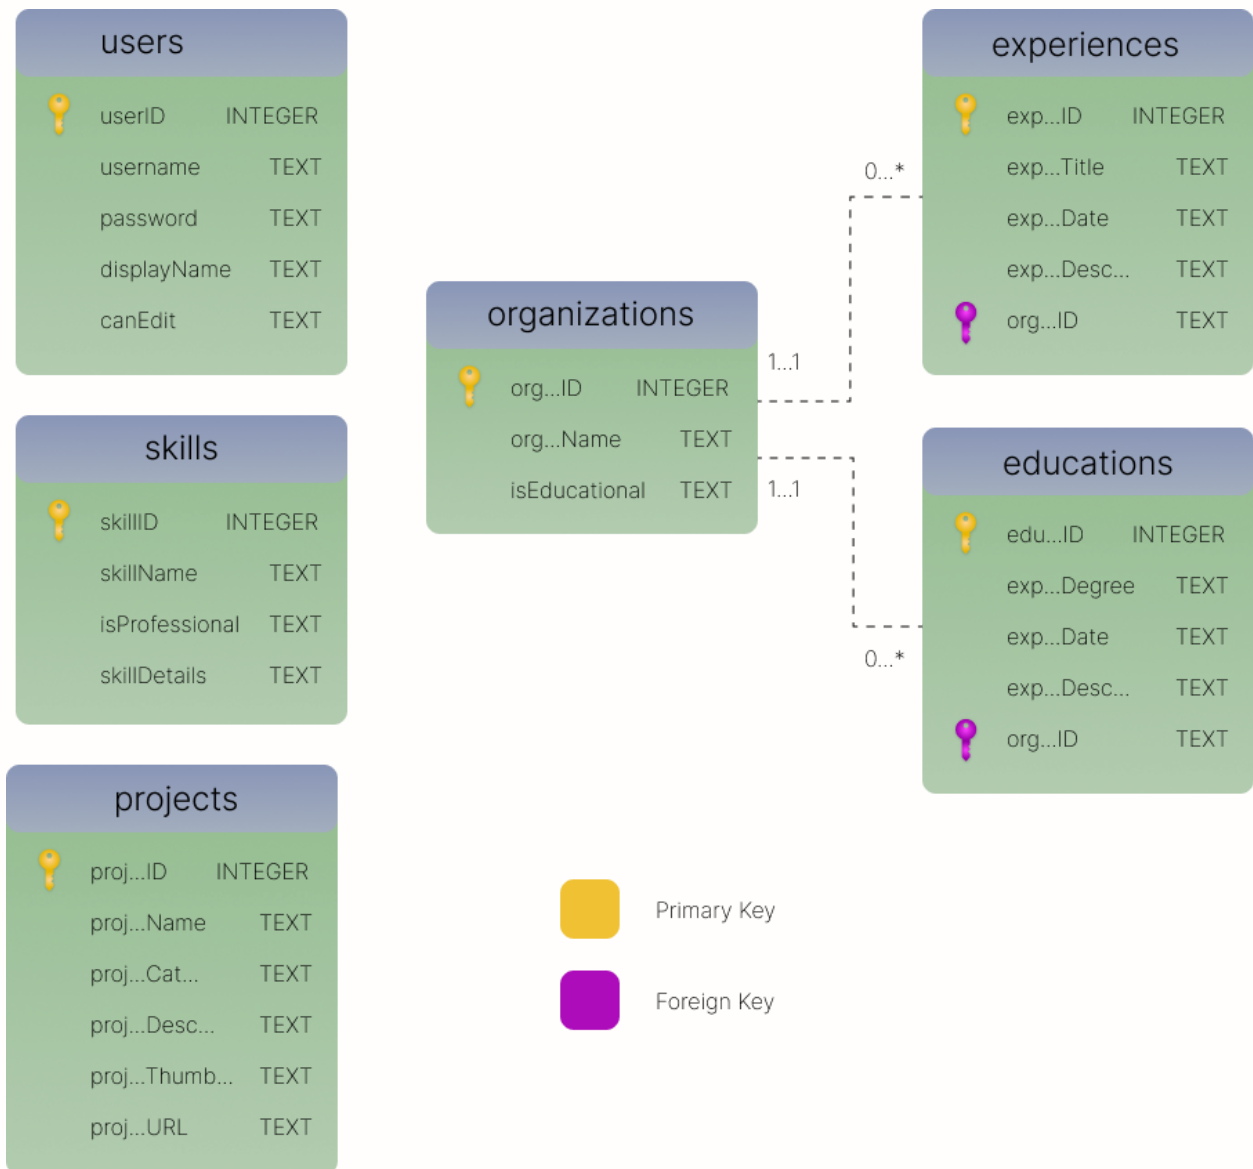 users
userID INTEGER
username TEXT
password TEXT
displayName TEXT
canEdit TEXT
skills
skillID INTEGER
skillName TEXT
isProfessional TEXT
skillDetails TEXT
projects
proj...ID INTEGER
proj...Name TEXT
proj...Cat... TEXT
proj...Desc... TEXT
proj...Thumb... TEXT
proj...URL TEXT
organizations
org...ID INTEGER
org...Name TEXT
isEducational TEXT
1...1
1...1
0...*
0...*
experiences
exp...ID INTEGER
exp...Title TEXT
exp...Date TEXT
exp...Desc... TEXT
org...ID TEXT
educations
edu...ID INTEGER
exp...Degree TEXT
exp...Date TEXT
exp...Desc... TEXT
org...ID TEXT
Primary Key
Foreign Key